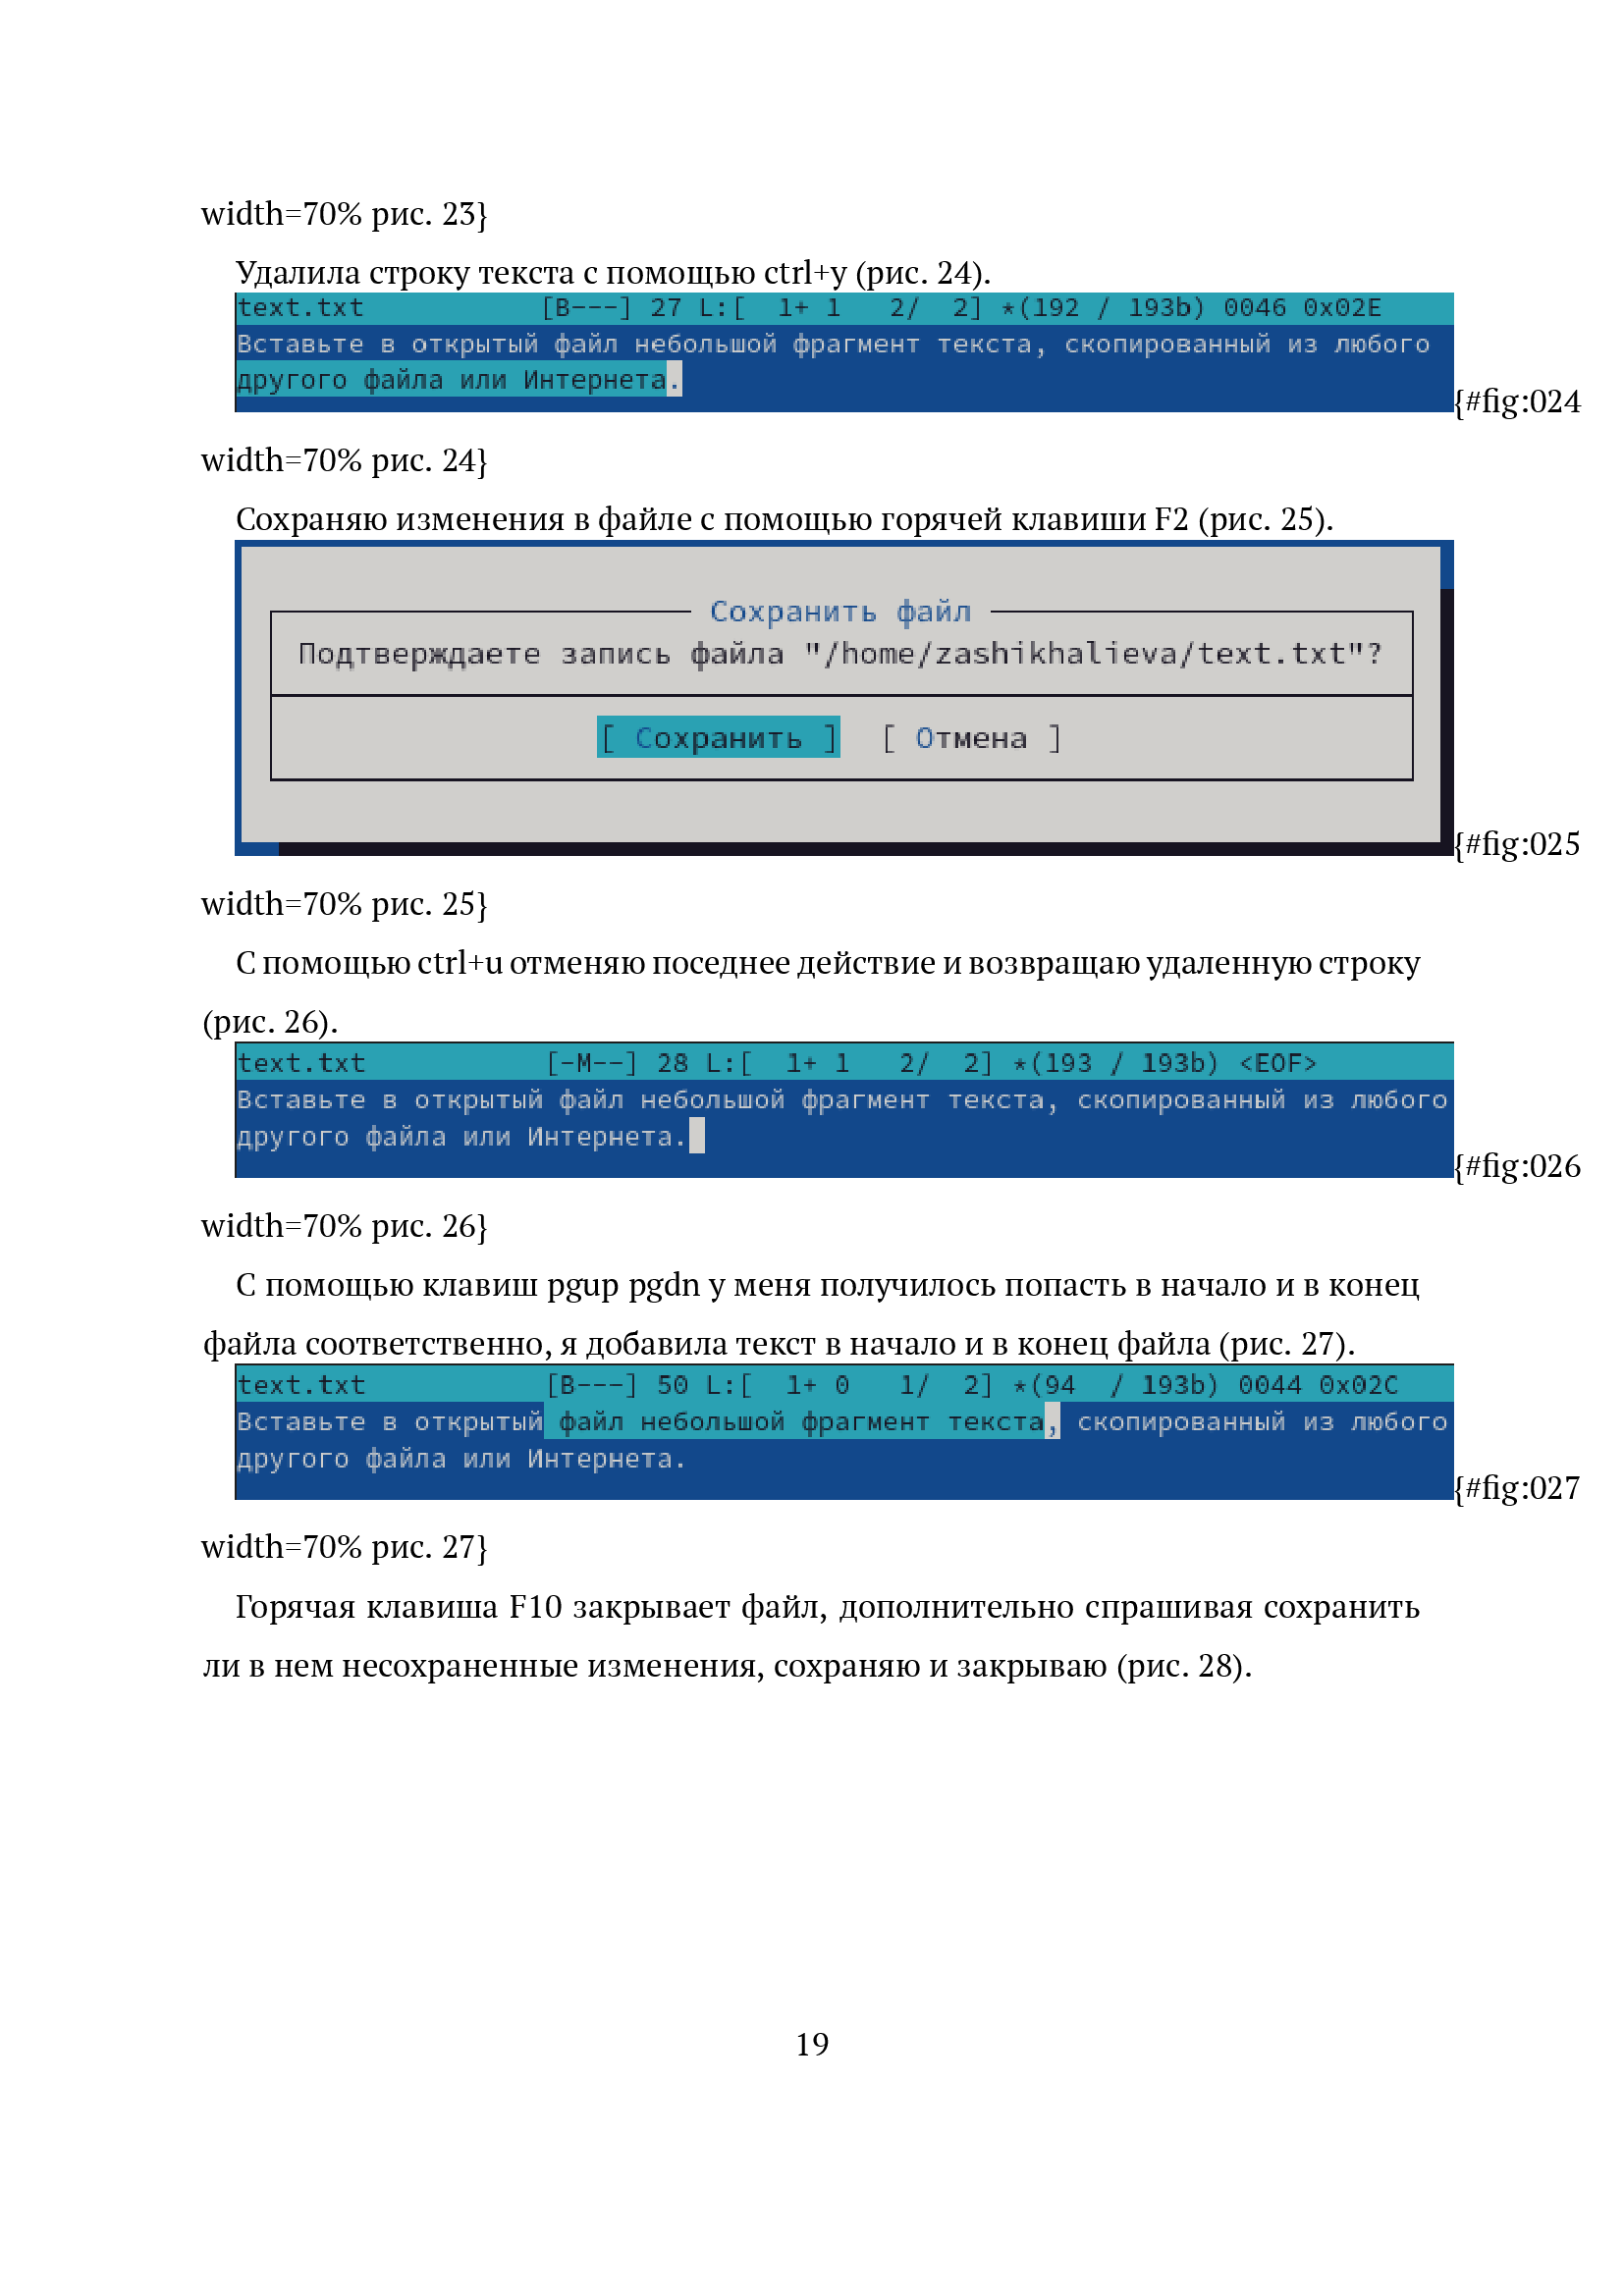 width=70% рис. 23}
Удалила строку текста с помощью ctrl+y (рис. 24).
text.txt [B---] 27 L:[ 1+ 1 2/ 2] *(192 / 193b) 0046 0x02E
Вставьте в открытый файл небольшой фрагмент текста, скопированный из любого
другого файла или Интернета.
{#fig:024
width=70% рис. 24}
Сохраняю изменения в файле с помощью горячей клавиши F2 (рис. 25).
Сохранить файл
Подтверждаете запись файла "/home/zashikhalieva/text.txt"?
[ Сохранить ] [ Отмена ]
{#fig:025
width=70% рис. 25}
С помощью ctrl+u отменяю поседнее действие и возвращаю удаленную строку
(рис. 26).
text.txt [-M--] 28 L:[ 1+ 1 2/ 2] *(193 / 193b) <EOF>
Вставьте в открытый файл небольшой фрагмент текста, скопированный из любого
другого файла или Интернета.
{#fig:026
width=70% рис. 26}
С помощью клавиш pgup pgdn у меня получилось попасть в начало и в конец
файла соответственно, я добавила текст в начало и в конец файла (рис. 27).
text.txt [B---] 50 L:[ 1+ 0 1/ 2] *(94 / 193b) 0044 0x02C
Вставьте в открытый файл небольшой фрагмент текста, скопированный из любого
другого файла или Интернета.
{#fig:027
width=70% рис. 27}
Горячая клавиша F10 закрывает файл, дополнительно спрашивая сохранить
ли в нем несохраненные изменения, сохраняю и закрываю (рис. 28).
19